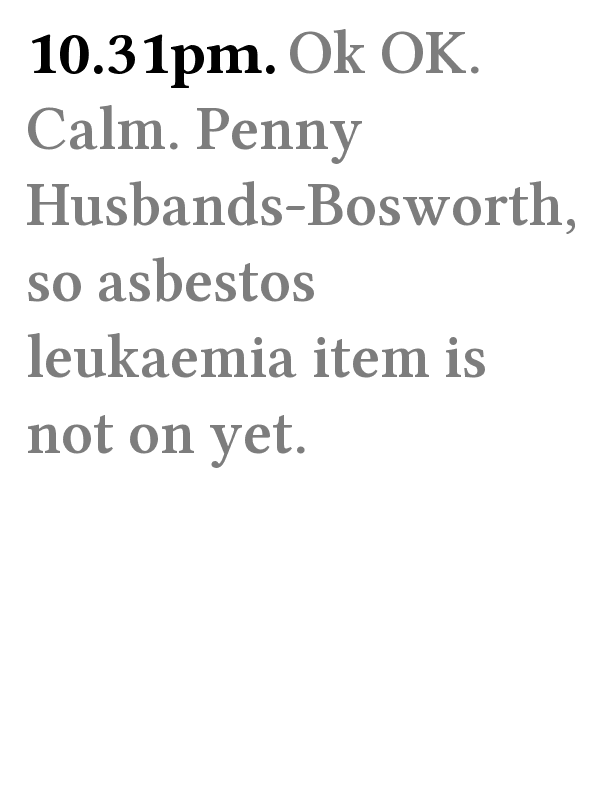 10.31pm. Ok OK.
Calm. Penny
Husbands-Bosworth,
so asbestos
leukaemia item is
not on yet.